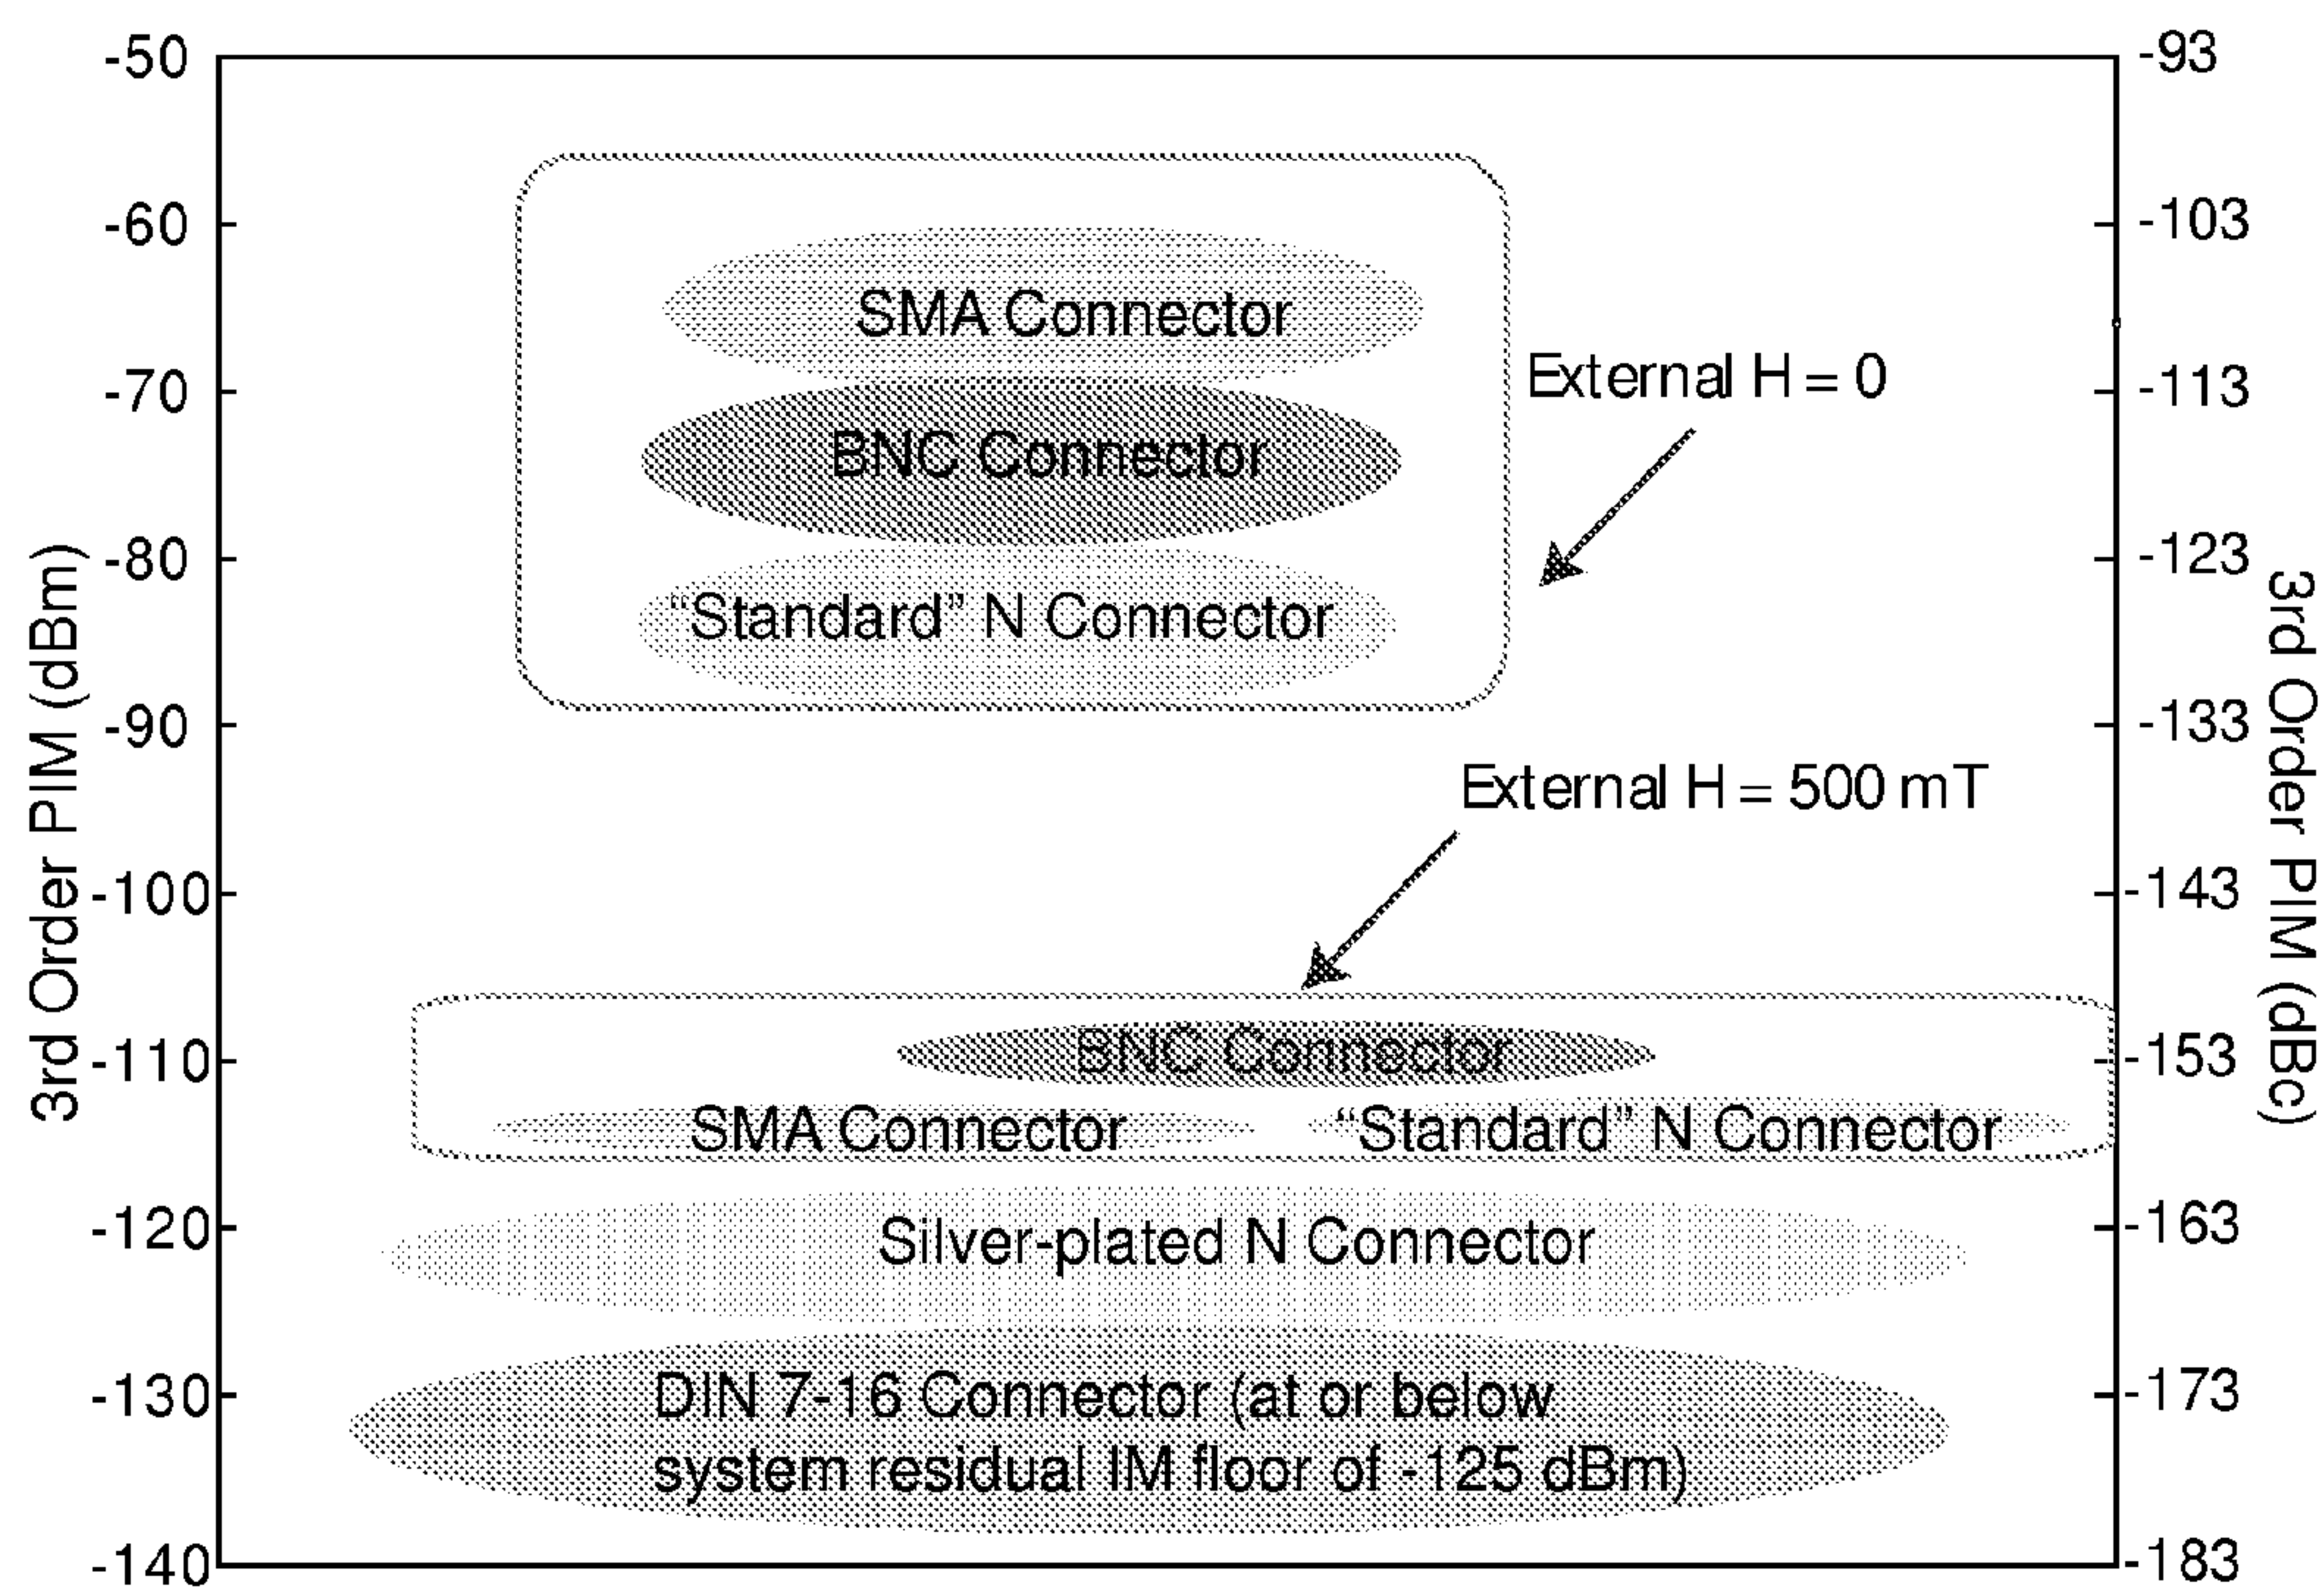 -50
-60
-70
-80
-90
-100
-110
-120
-130
-140
3rd Order PIM (dBm)
SMA Connector
BNC Connector
“Standard” N Connector
External H = 0
External H = 500 mT
BNC Connector
SMA Connector
“Standard” N Connector
Silver-plated N Connector
DIN 7-16 Connector (at or below
system residual IM floor of -125 dBm)
-93
-103
-113
-123
-133
-143
-153
-163
-173
-183
3rd Order PIM (dBc)